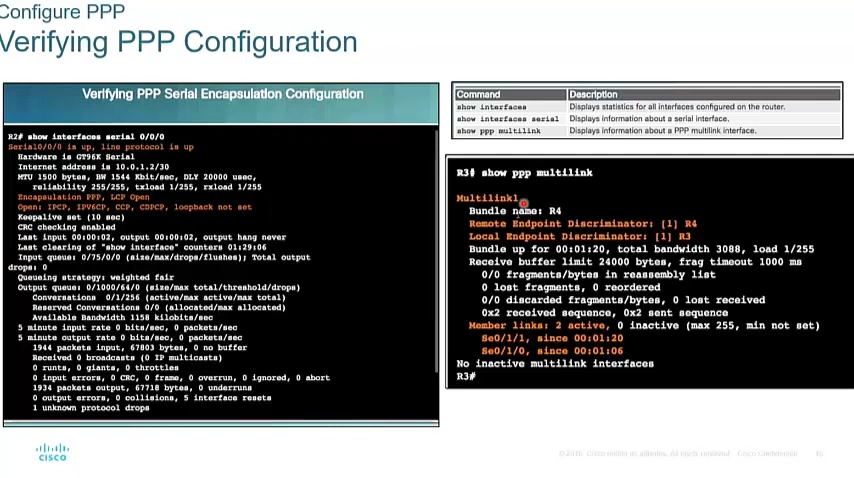 Configure PPP
Verifying PPP Configuration
Verifying PPP Serial Encapsulation Configuration
R2# show interfaces serial 0/0/0
Serial0/0/0 is up, line protocol is up
Hardware is GT96K Serial
Internet address is 10.0.1.2/30
MTU 1500 bytes, BW 1544 Kbit/sec, DLY 20000 usec,
reliability 255/255, txload 1/255, rxload 1/255
Encapsulation PPP, LCP Open
Open: IPCP, IPV6CP, CCP, CDPCP, loopback not set
Keepalive set (10 sec)
CRC checking enabled
Last input 00:00:02, output 00:00:02, output hang never
Last clearing of "show interface" counters 01:29:06
Input queue: 0/75/0/0 (size/max/drops/flushes); Total output
drops: 0
Queueing strategy: weighted fair
Output queue: 0/1000/64/0 (size/max total/threshold/drops)
Conversations 0/1/256 (active/max active/max total)
Reserved Conversations 0/0 (allocated/max allocated)
Available Bandwidth 1158 kilobits/sec
5 minute input rate 0 bits/sec, 0 packets/sec
5 minute output rate 0 bits/sec, 0 packets/sec
1944 packets input, 67803 bytes, 0 no buffer
Received 0 broadcasts (0 IP multicasts)
0 runts, 0 giants, 0 throttles
0 input errors, 0 CRC, 0 frame, 0 overrun, 0 ignored, 0 abort
1934 packets output, 67718 bytes, 0 underruns
0 output errors, 0 collisions, 5 interface resets
1 unknown protocol drops
Command Description
show interfaces Displays statistics for all interfaces configured on the router.
show interfaces serial Displays information about a serial interface.
show ppp multilink Displays information about a PPP multilink interface.
R3# show ppp multilink
Multilink1
Bundle name: R4
Remote Endpoint Discriminator: [1] R4
Local Endpoint Discriminator: [1] R3
Bundle up for 00:01:20, total bandwidth 3088, load 1/255
Receive buffer limit 24000 bytes, frag timeout 1000 ms
0/0 fragments/bytes in reassembly list
0 lost fragments, 0 reordered
0/0 discarded fragments/bytes, 0 lost received
0x2 received sequence, 0x2 sent sequence
Member links: 2 active, 0 inactive (max 255, min not set)
Se0/1/1, since 00:01:20
Se0/1/0, since 00:01:06
No inactive multilink interfaces
R3#
CISCO
Cisco and/or its affiliates. All rights reserved. Cisco Confidential